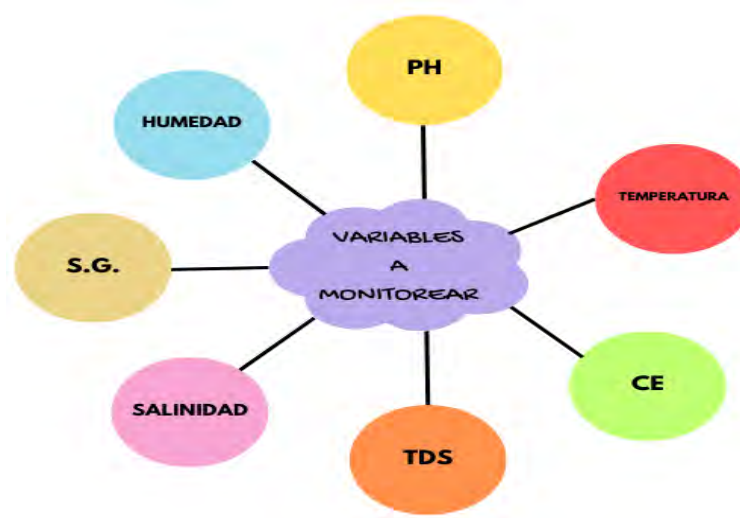 PH
HUMEDAD
TEMPERATURA
VARIABLES
A
MONITOREAR
S.G.
CE
SALINIDAD
TDS